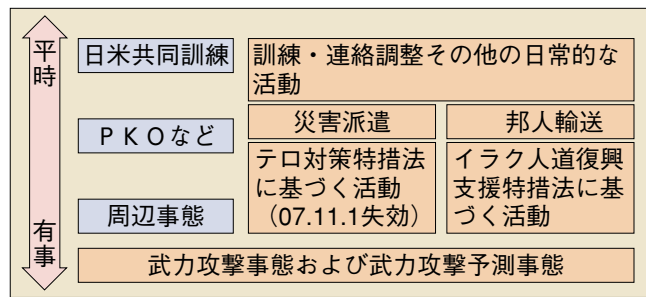 平時
有事
日米共同訓練
訓練・連絡調整その他の日常的な
活動
ＰＫＯなど
災害派遣
邦人輸送
テロ対策特措法
に基づく活動
（07.11.1失効）
イラク人道復興
支援特措法に基
づく活動
周辺事態
武力攻撃事態および武力攻撃予測事態